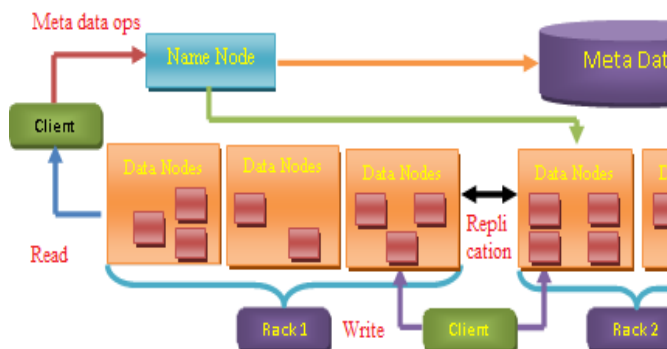 Meta data ops
Name Node
Meta Dat
Client
Data Nodes
Data Nodes
Data Nodes
Data Nodes
D
Repli
cation
Read
Rack 1
Write
Client
Rack 2